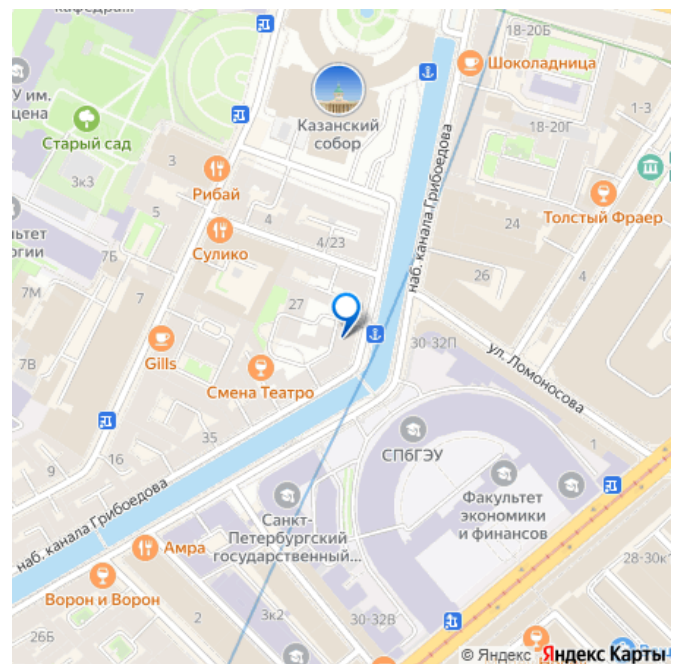 кафедра...
18-20Б
Шоколадница
У им.
цена
Казанский
собор
1-3
18-20Г
Старый сад
3
3к3
Рибай
наб. канала Грибоедова
Толстый Фраер
5
4
24
ьтет
огии
7Б
Сулико
4/23
26
4
7М
7
27
30-32П
ул. Ломоносова
7В
Gills
Смена Театро
35
СПбГЭУ
1
9
16
Факультет
экономики
и финансов
наб. канала Грибоедова
Санкт-
Петербургский
государственный...
Амра
28-30к1
Ворон и Ворон
2
3к2
30-32В
26Б
© Яндекс Яндекс Карты